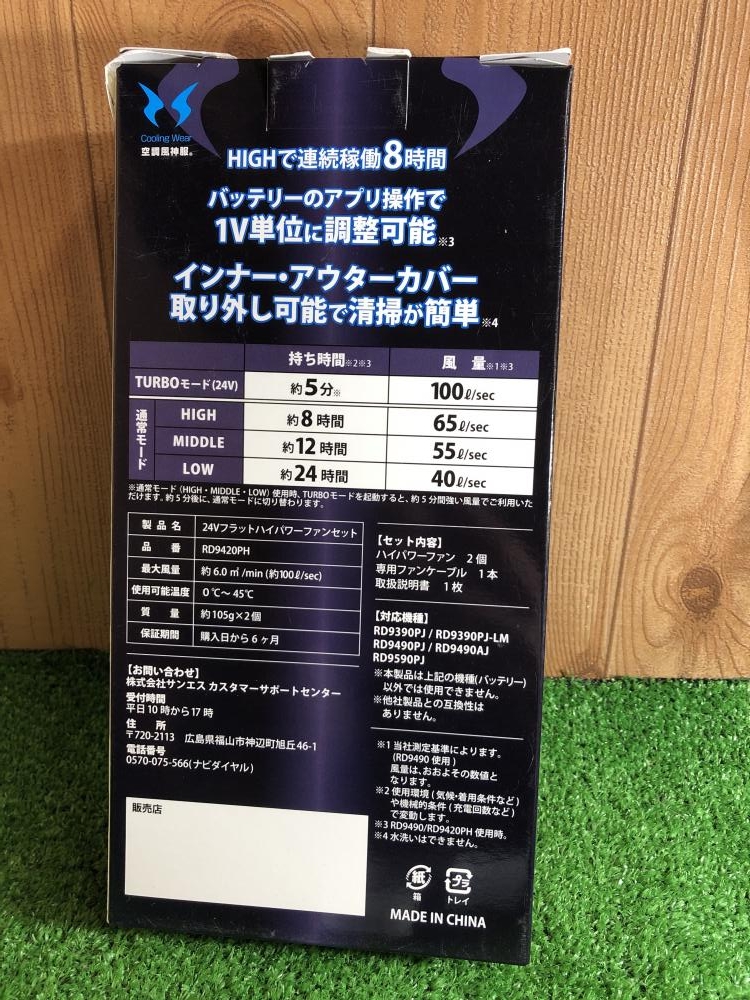 Cooling Wear
空調風神服®
HIGHで連続稼働8時間
バッテリーのアプリ操作で
1V単位に調整可能※3
インナー・アウターカバー
取り外し可能で清掃が簡単※4
持ち時間※2※3 風量※1※3
TURBOモード(24V) 約5分※ 100ℓ/sec
通常モード
HIGH 約8時間 65ℓ/sec
MIDDLE 約12時間 55ℓ/sec
LOW 約24時間 40ℓ/sec
※通常モード(HIGH・MIDDLE・LOW)使用時、TURBOモードを起動すると、約5分間強い風量でご利用いた
だけます。約5分後に、通常モードに切り替わります。
製品名 24Vフラットハイパワーファンセット
品番 RD9420PH
最大風量 約6.0㎥/min(約100ℓ/sec)
使用可能温度 0℃～45℃
質量 約105g×2個
保証期間 購入日から6ヶ月
【お問い合わせ】
株式会社サンエス カスタマーサポートセンター
受付時間
平日10時から17時
住所
〒720-2113 広島県福山市神辺町旭丘46-1
電話番号
0570-075-566(ナビダイヤル)
販売店
【セット内容】
ハイパワーファン 2個
専用ファンケーブル 1本
取扱説明書 1枚
【対応機種】
RD9390PJ / RD9390PJ-LM
RD9490PJ / RD9490AJ
RD9590PJ
※本製品は上記の機種(バッテリー)
以外では使用できません。
※他社製品との互換性は
ありません。
※1 当社測定基準によります。
(RD9490 使用)
風量は、おおよその数値と
なります。
※2 使用環境(気候・着用条件など)
や機械的条件(充電回数など)
で変動します。
※3 RD9490/RD9420PH 使用時。
※4 水洗いはできません。
紙
箱
プラ
トレイ
MADE IN CHINA